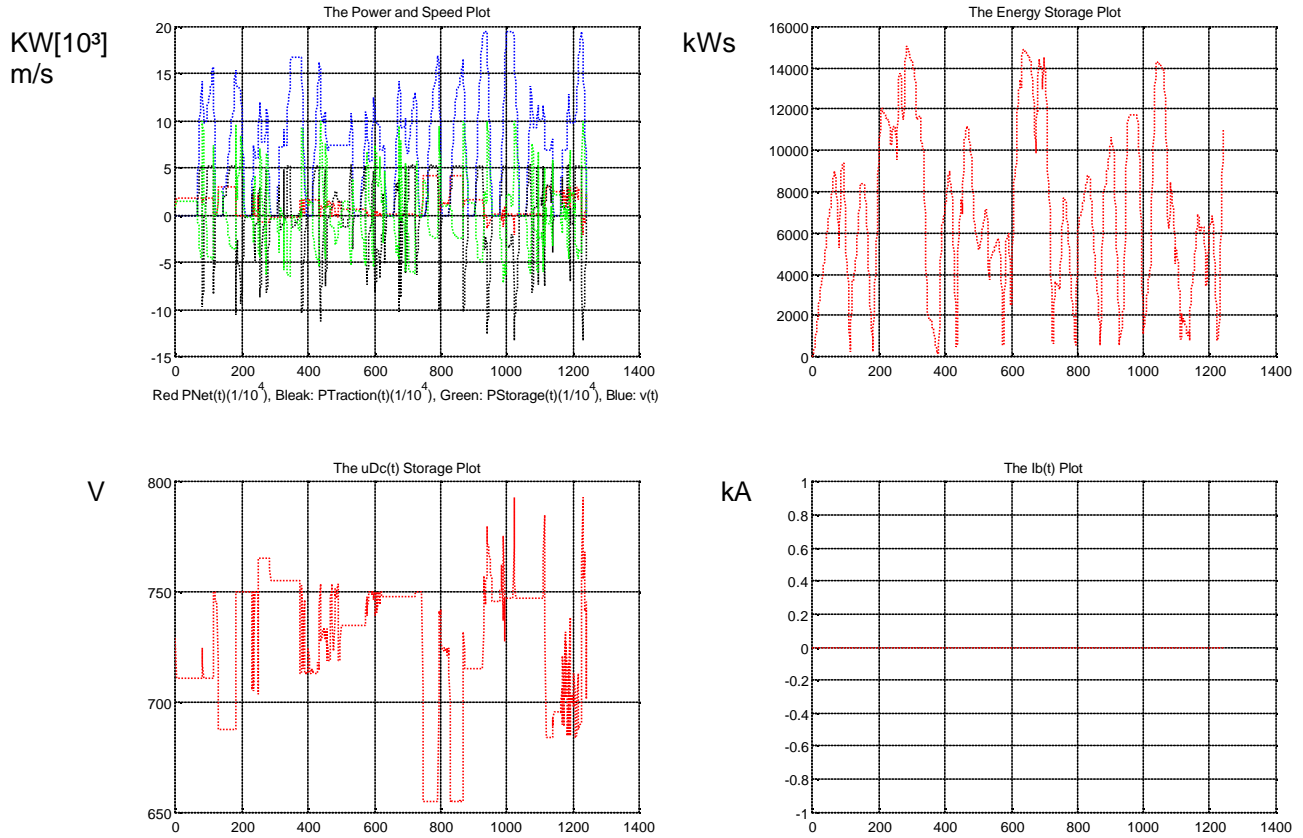 The Power and Speed Plot
KW[10³]
m/s
20
15
10
5
0
-5
-10
-15
0 200 400 600 800 1000 1200 1400
Red PNet(t)(1/10⁴), Bleak: PTraction(t)(1/10⁴), Green: PStorage(t)(1/10⁴), Blue: v(t)
The Energy Storage Plot
kWs
16000
14000
12000
10000
8000
6000
4000
2000
0
0 200 400 600 800 1000 1200 1400
The uDc(t) Storage Plot
V
800
750
700
650
0 200 400 600 800 1000 1200 1400
The Ib(t) Plot
kA
1
0.8
0.6
0.4
0.2
0
-0.2
-0.4
-0.6
-0.8
-1
0 200 400 600 800 1000 1200 1400